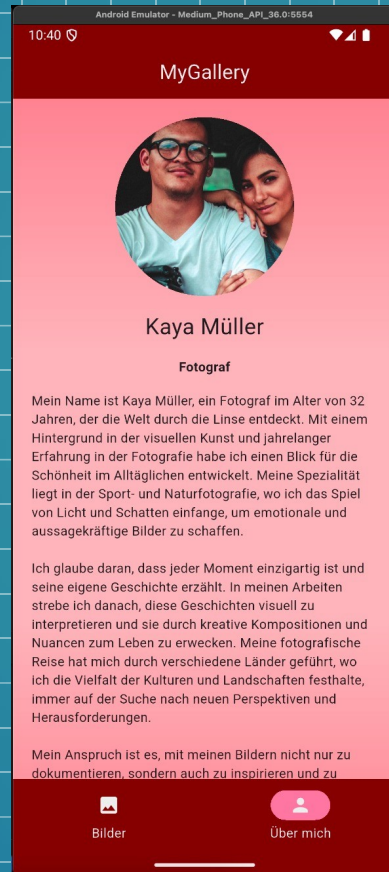 Android Emulator - Medium_Phone_API_36.0:5554
10:40
MyGallery
Kaya Müller
Fotograf
Mein Name ist Kaya Müller, ein Fotograf im Alter von 32
Jahren, der die Welt durch die Linse entdeckt. Mit einem
Hintergrund in der visuellen Kunst und jahrelanger
Erfahrung in der Fotografie habe ich einen Blick für die
Schönheit im Alltäglichen entwickelt. Meine Spezialität
liegt in der Sport- und Naturfotografie, wo ich das Spiel
von Licht und Schatten einfange, um emotionale und
aussagekräftige Bilder zu schaffen.
Ich glaube daran, dass jeder Moment einzigartig ist und
seine eigene Geschichte erzählt. In meinen Arbeiten
strebe ich danach, diese Geschichten visuell zu
interpretieren und sie durch kreative Kompositionen und
Nuancen zum Leben zu erwecken. Meine fotografische
Reise hat mich durch verschiedene Länder geführt, wo
ich die Vielfalt der Kulturen und Landschaften festhalte,
immer auf der Suche nach neuen Perspektiven und
Herausforderungen.
Mein Anspruch ist es, mit meinen Bildern nicht nur zu
dokumentieren, sondern auch zu inspirieren und zu
Bilder
Über mich